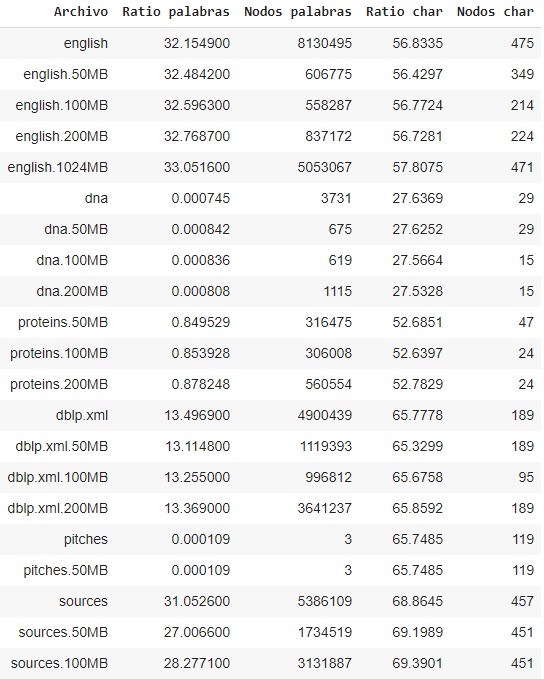 Archivo Ratio palabras Nodos palabras Ratio char Nodos char
english 32.154900 8130495 56.8335 475
english.50MB 32.484200 606775 56.4297 349
english.100MB 32.596300 558287 56.7724 214
english.200MB 32.768700 837172 56.7281 224
english.1024MB 33.051600 5053067 57.8075 471
dna 0.000745 3731 27.6369 29
dna.50MB 0.000842 675 27.6252 29
dna.100MB 0.000836 619 27.5664 15
dna.200MB 0.000808 1115 27.5328 15
proteins.50MB 0.849529 316475 52.6851 47
proteins.100MB 0.853928 306008 52.6397 24
proteins.200MB 0.878248 560554 52.7829 24
dblp.xml 13.496900 4900439 65.7778 189
dblp.xml.50MB 13.114800 1119393 65.3299 189
dblp.xml.100MB 13.255000 996812 65.6758 95
dblp.xml.200MB 13.369000 3641237 65.8592 189
pitches 0.000109 3 65.7485 119
pitches.50MB 0.000109 3 65.7485 119
sources 31.052600 5386109 68.8645 457
sources.50MB 27.006600 1734519 69.1989 451
sources.100MB 28.277100 3131887 69.3901 451